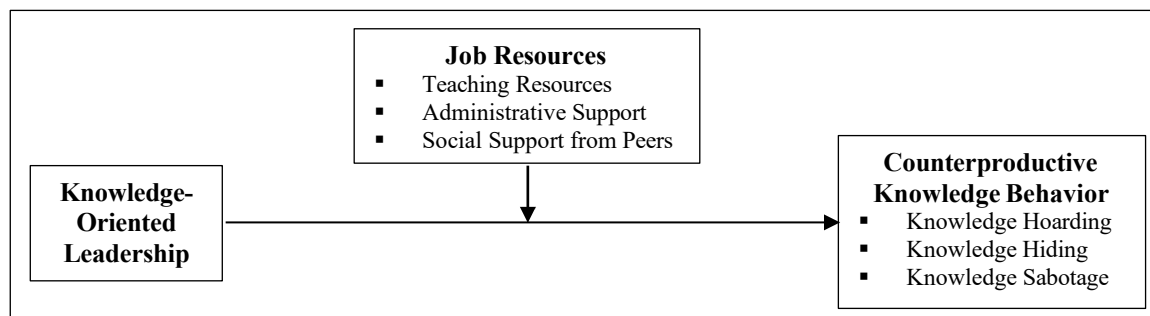 Job Resources
▪ Teaching Resources
▪ Administrative Support
▪ Social Support from Peers
Knowledge-
Oriented
Leadership
Counterproductive
Knowledge Behavior
▪ Knowledge Hoarding
▪ Knowledge Hiding
▪ Knowledge Sabotage